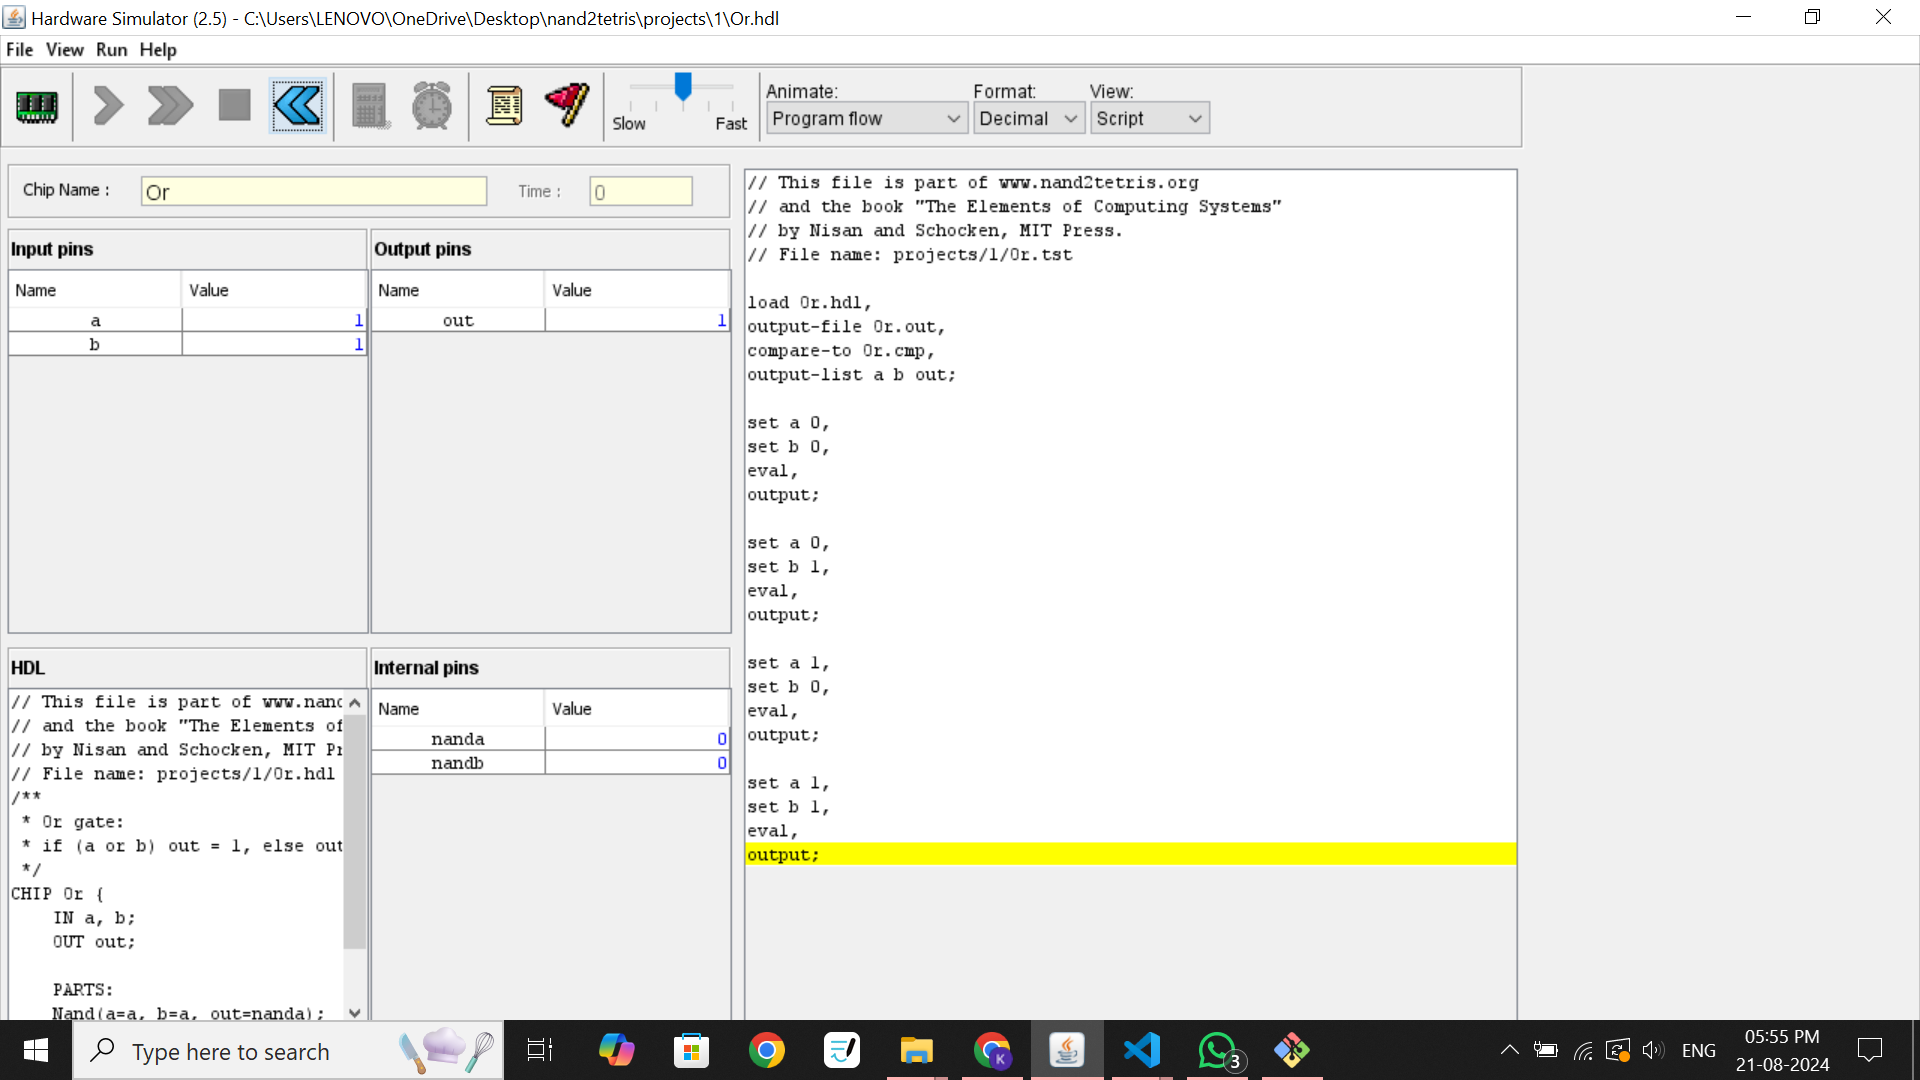 Hardware Simulator (2.5) - C:\Users\LENOVO\OneDrive\Desktop\nand2tetris\projects\1\Or.hdl
File View Run Help
Slow Fast
Animate:
Program flow
Format:
Decimal
View:
Script
Chip Name :
Or
Time :
0
Input pins
Name Value
a 1
b 1
Output pins
Name Value
out 1
HDL
// This file is part of www.nand
// and the book "The Elements of
// by Nisan and Schocken, MIT Pr
// File name: projects/1/Or.hdl
/**
* Or gate:
* if (a or b) out = 1, else out
*/
CHIP Or {
IN a, b;
OUT out;
PARTS:
Nand(a=a, b=a, out=nanda);
Internal pins
Name Value
nanda 0
nandb 0
// This file is part of www.nand2tetris.org
// and the book "The Elements of Computing Systems"
// by Nisan and Schocken, MIT Press.
// File name: projects/1/Or.tst
load Or.hdl,
output-file Or.out,
compare-to Or.cmp,
output-list a b out;
set a 0,
set b 0,
eval,
output;
set a 0,
set b 1,
eval,
output;
set a 1,
set b 0,
eval,
output;
set a 1,
set b 1,
eval,
output;
Type here to search
K
3
ENG
05:55 PM
21-08-2024